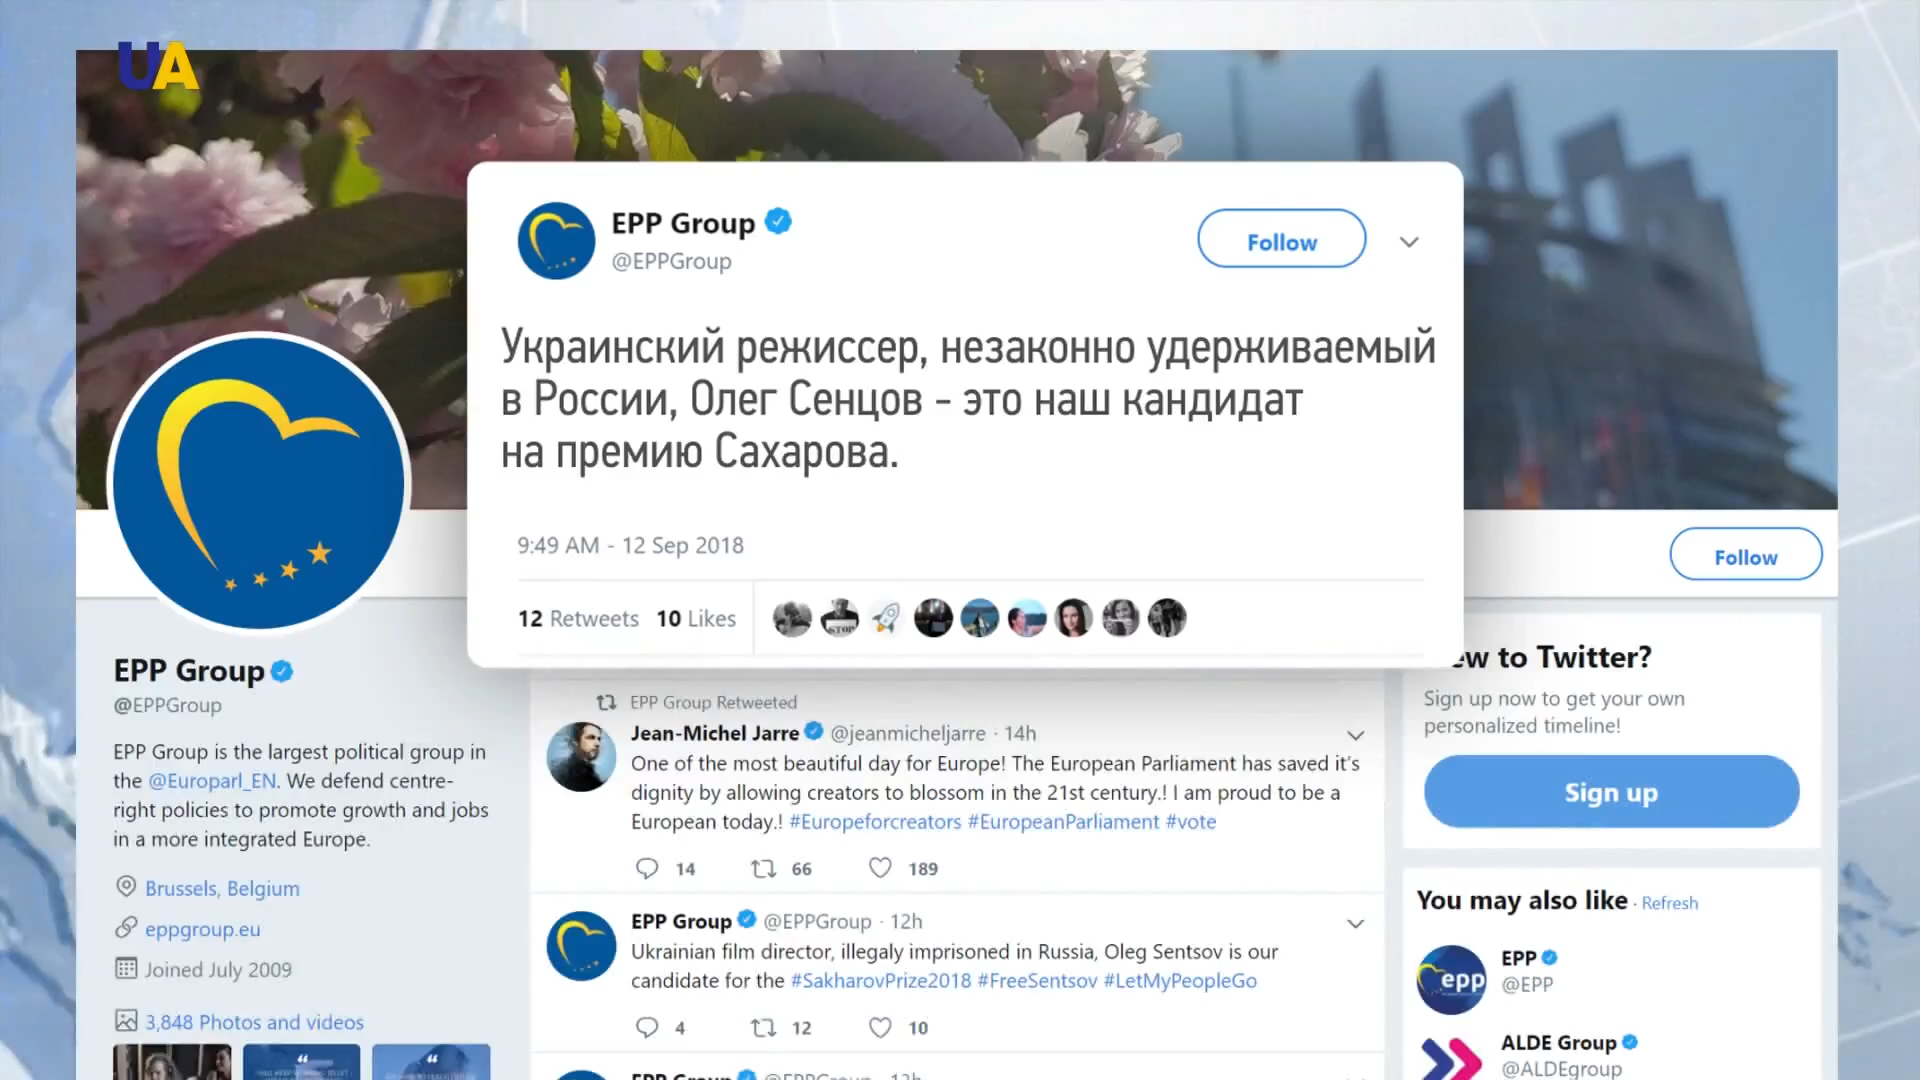 UA
EPP Group
@EPPGroup
Follow
Украинский режиссер, незаконно удерживаемый
в России, Олег Сенцов - это наш кандидат
на премию Сахарова.
9:49 AM - 12 Sep 2018
12 Retweets 10 Likes
STOP
Follow
EPP Group
@EPPGroup
EPP Group is the largest political group in
the @Europarl_EN. We defend centre-
right policies to promote growth and jobs
in a more integrated Europe.
Brussels, Belgium
eppgroup.eu
Joined July 2009
3,848 Photos and videos
EPP Group Retweeted
Jean-Michel Jarre @jeanmicheljarre · 14h
One of the most beautiful day for Europe! The European Parliament has saved it's
dignity by allowing creators to blossom in the 21st century.! I am proud to be a
European today.! #Europeforcreators #EuropeanParliament #vote
14 66 189
EPP Group @EPPGroup · 12h
Ukrainian film director, illegally imprisoned in Russia, Oleg Sentsov is our
candidate for the #SakharovPrize2018 #FreeSentsov #LetMyPeopleGo
4 12 10
EPP Group @EPPGroup · 12h
ew to Twitter?
Sign up now to get your own
personalized timeline!
Sign up
You may also like · Refresh
epp
EPP
@EPP
ALDE Group
@ALDEgroup